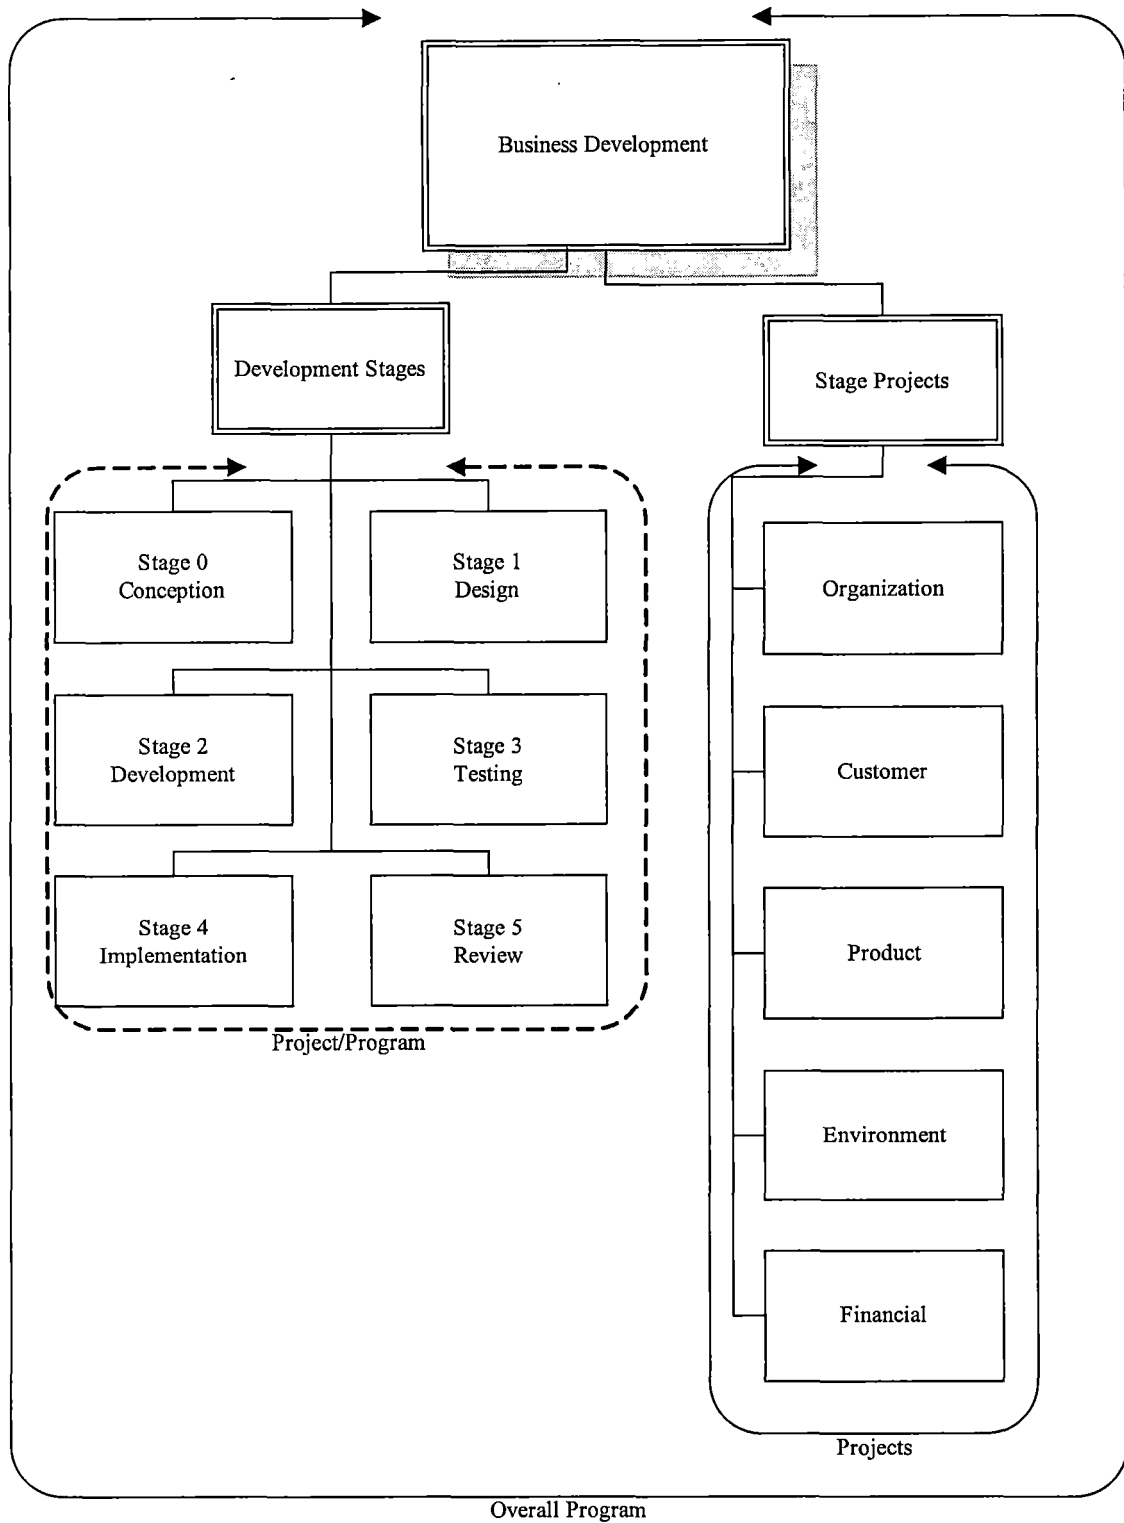 Business Development
Development Stages
Stage Projects
Stage 0
Conception
Stage 1
Design
Stage 2
Development
Stage 3
Testing
Stage 4
Implementation
Stage 5
Review
Project/Program
Organization
Customer
Product
Environment
Financial
Projects
Overall Program